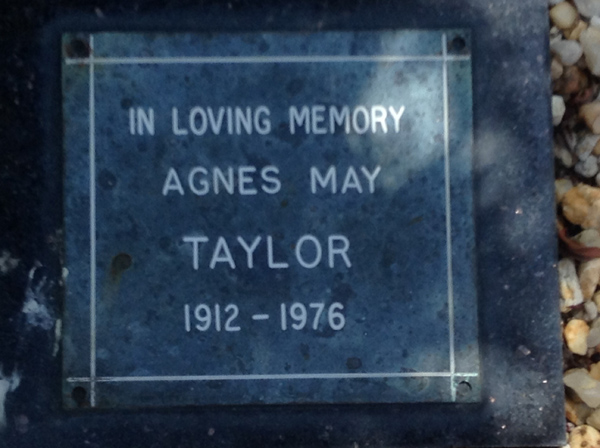 IN LOVING MEMORY
AGNES MAY
TAYLOR
1912 - 1976